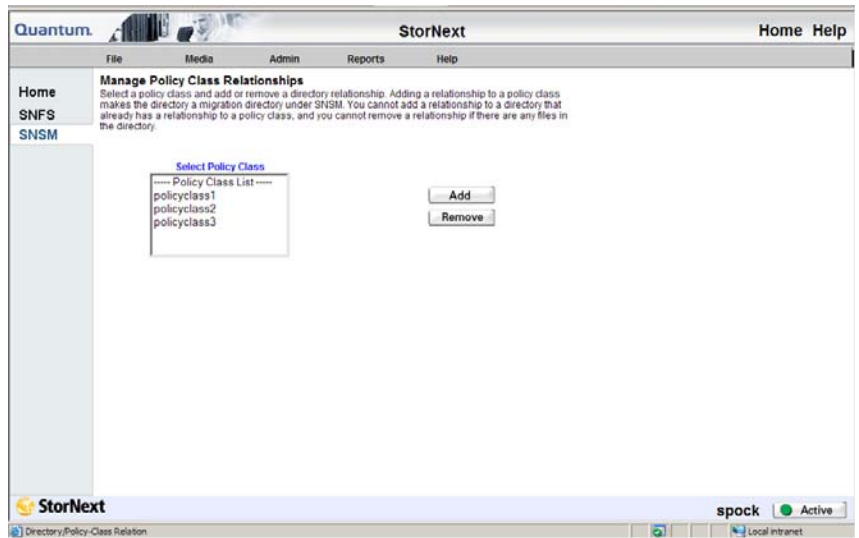 Quantum. StorNext Home Help
File Media Admin Reports Help
Home
SNFS
SNSM
Manage Policy Class Relationships
Select a policy class and add or remove a directory relationship. Adding a relationship to a policy class
makes the directory a migration directory under SNSM. You cannot add a relationship to a directory that
already has a relationship to a policy class, and you cannot remove a relationship if there are any files in
the directory.
Select Policy Class
----- Policy Class List -----
policyclass1
policyclass2
policyclass3
Add
Remove
StorNext
spock Active
Directory/Policy-Class Relation Local intranet